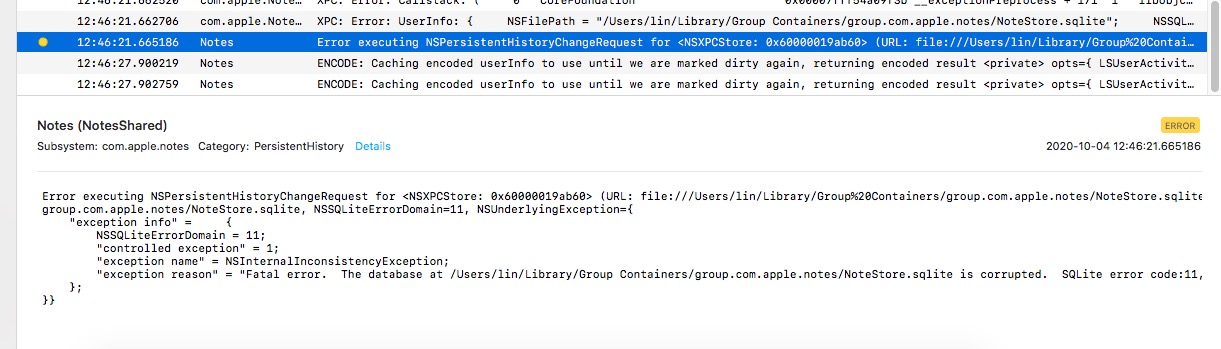 12:46:21.662520 com.apple.Note… XPC: Error: Callstack: ( 0 CoreFoundation __exceptionPreprocess + 171 1 libobjc…
12:46:21.662706 com.apple.Note… XPC: Error: UserInfo: { NSFilePath = "/Users/lin/Library/Group Containers/group.com.apple.notes/NoteStore.sqlite"; NSSQL…
12:46:21.665186 Notes Error executing NSPersistentHistoryChangeRequest for <NSXPCStore: 0x60000019ab60> (URL: file:///Users/lin/Library/Group%20Contai…
12:46:27.900219 Notes ENCODE: Caching encoded userInfo to use until we are marked dirty again, returning encoded result <private> opts={ LSUserActivit…
12:46:27.902759 Notes ENCODE: Caching encoded userInfo to use until we are marked dirty again, returning encoded result <private> opts={ LSUserActivit…
Notes (NotesShared) ERROR
Subsystem: com.apple.notes Category: PersistentHistory Details 2020-10-04 12:46:21.665186
Error executing NSPersistentHistoryChangeRequest for <NSXPCStore: 0x60000019ab60> (URL: file:///Users/lin/Library/Group%20Containers/group.com.apple.notes/NoteStore.sqlite
group.com.apple.notes/NoteStore.sqlite, NSSQLiteErrorDomain=11, NSUnderlyingException={
"exception info" = {
NSSQLiteErrorDomain = 11;
"controlled exception" = 1;
"exception name" = NSInternalInconsistencyException;
"exception reason" = "Fatal error. The database at /Users/lin/Library/Group Containers/group.com.apple.notes/NoteStore.sqlite is corrupted. SQLite error code:11,
};
}}